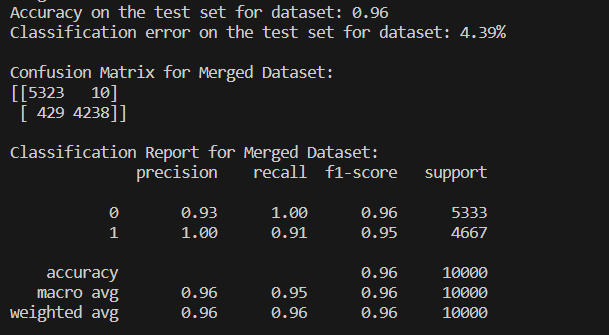 Accuracy on the test set for dataset: 0.96
Classification error on the test set for dataset: 4.39%
Confusion Matrix for Merged Dataset:
[[5323 10]
[ 429 4238]]
Classification Report for Merged Dataset:
precision recall f1-score support
0 0.93 1.00 0.96 5333
1 1.00 0.91 0.95 4667
accuracy 0.96 10000
macro avg 0.96 0.95 0.96 10000
weighted avg 0.96 0.96 0.96 10000